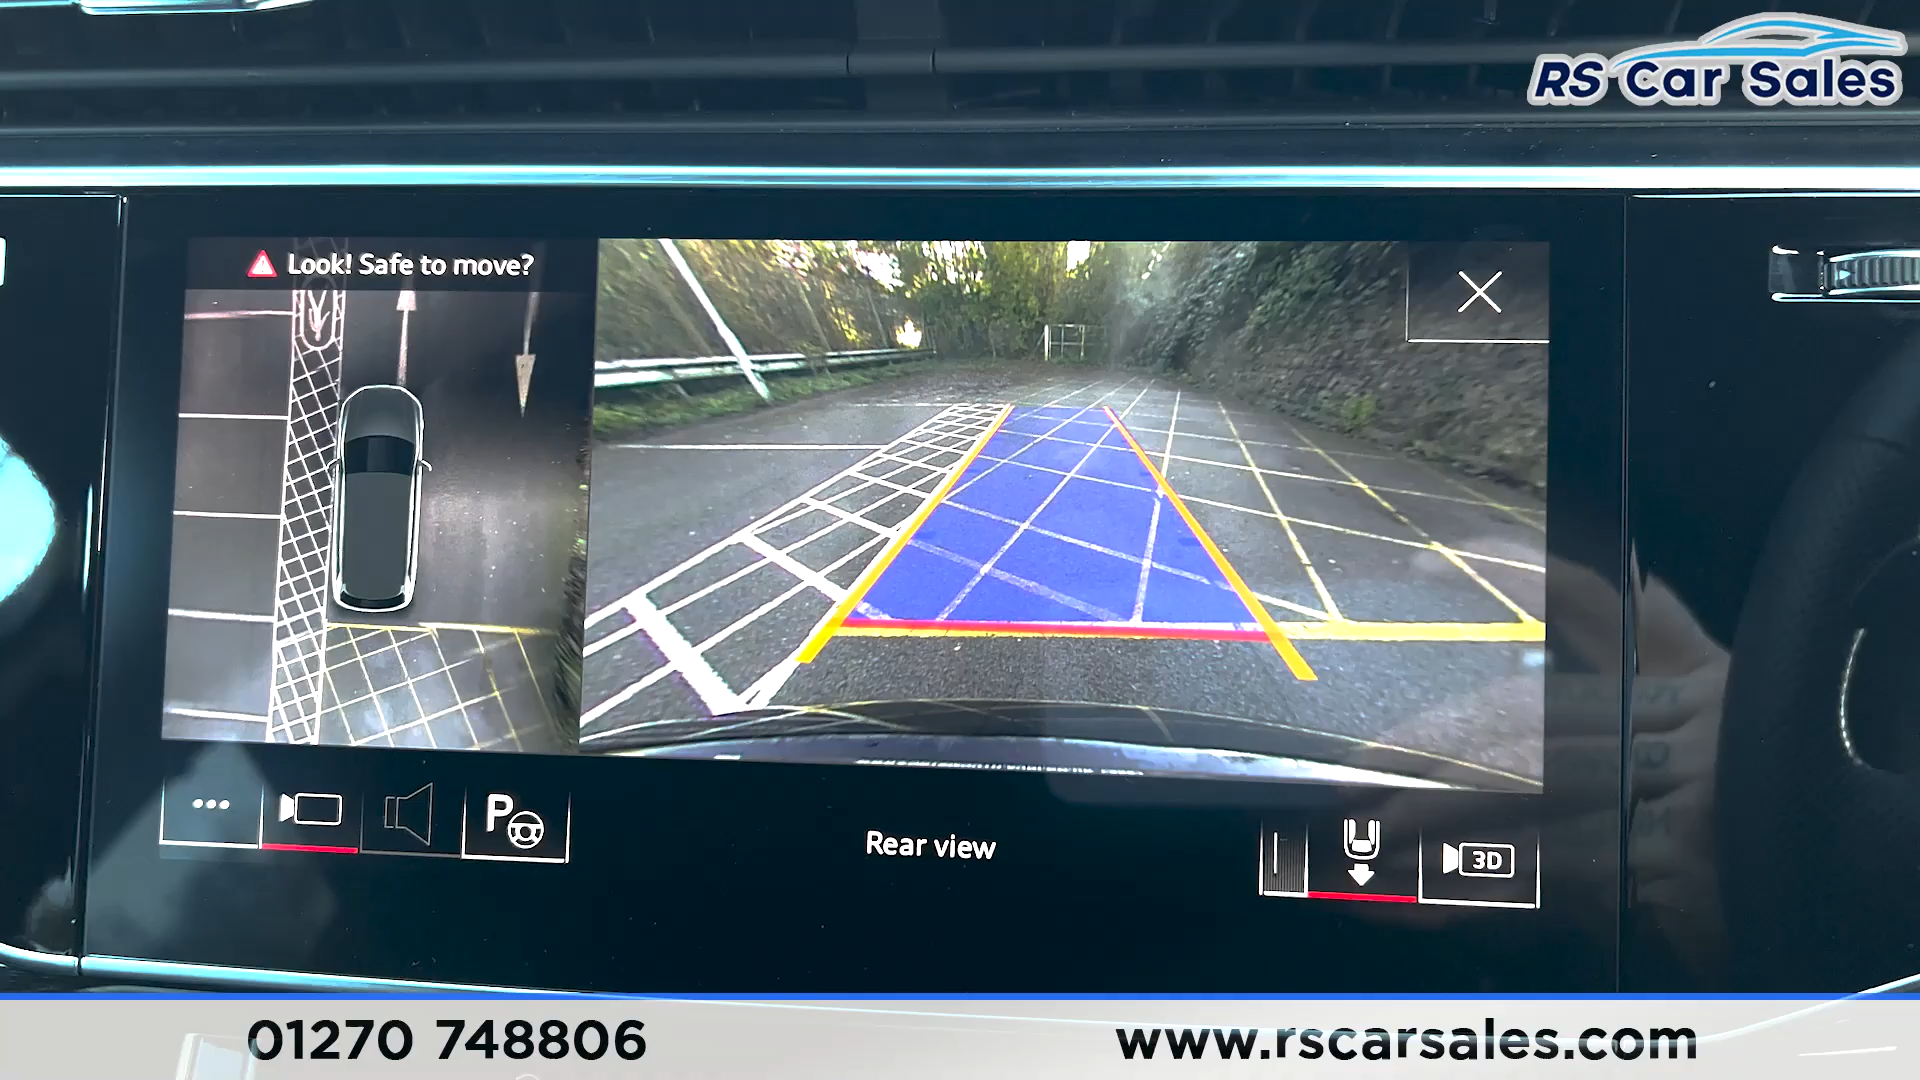 RS Car Sales
Look! Safe to move?
P
Rear view
3D
01270 748806
www.rscarsales.com